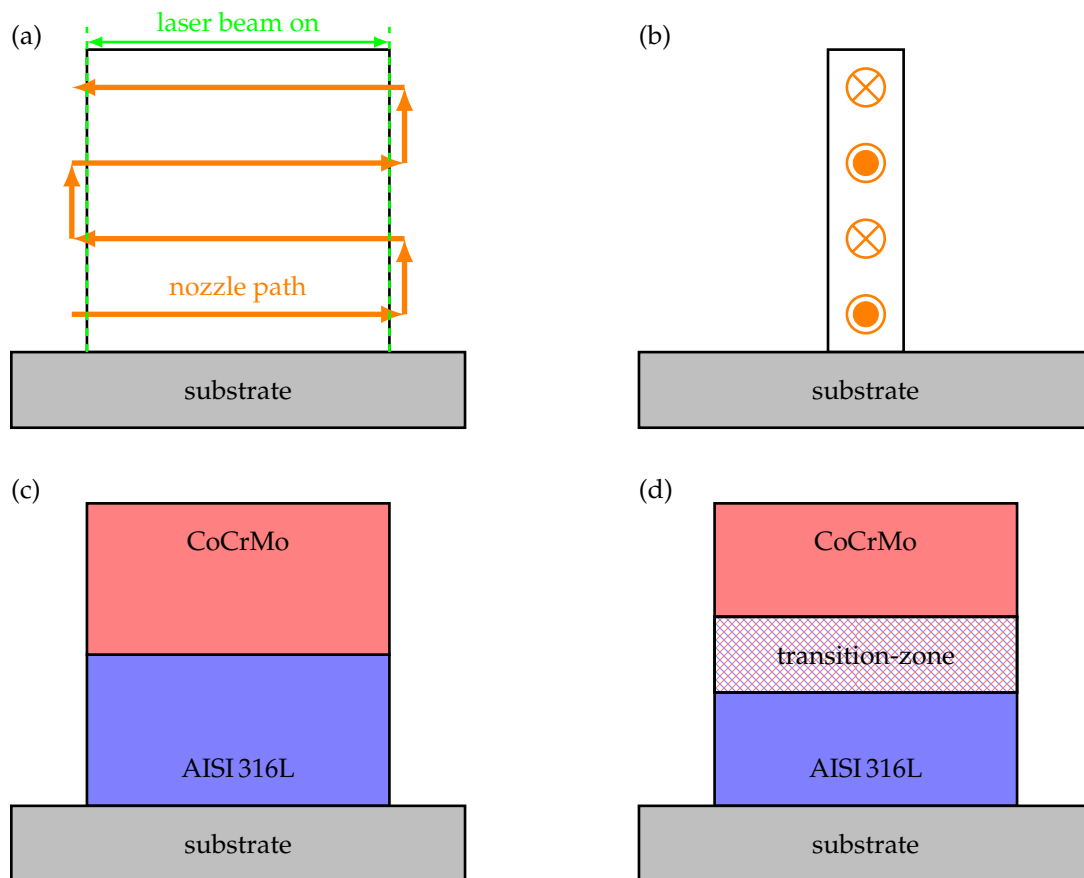 (a)
laser beam on
nozzle path
substrate
(b)
substrate
(c)
CoCrMo
AISI 316L
substrate
(d)
CoCrMo
transition-zone
AISI 316L
substrate